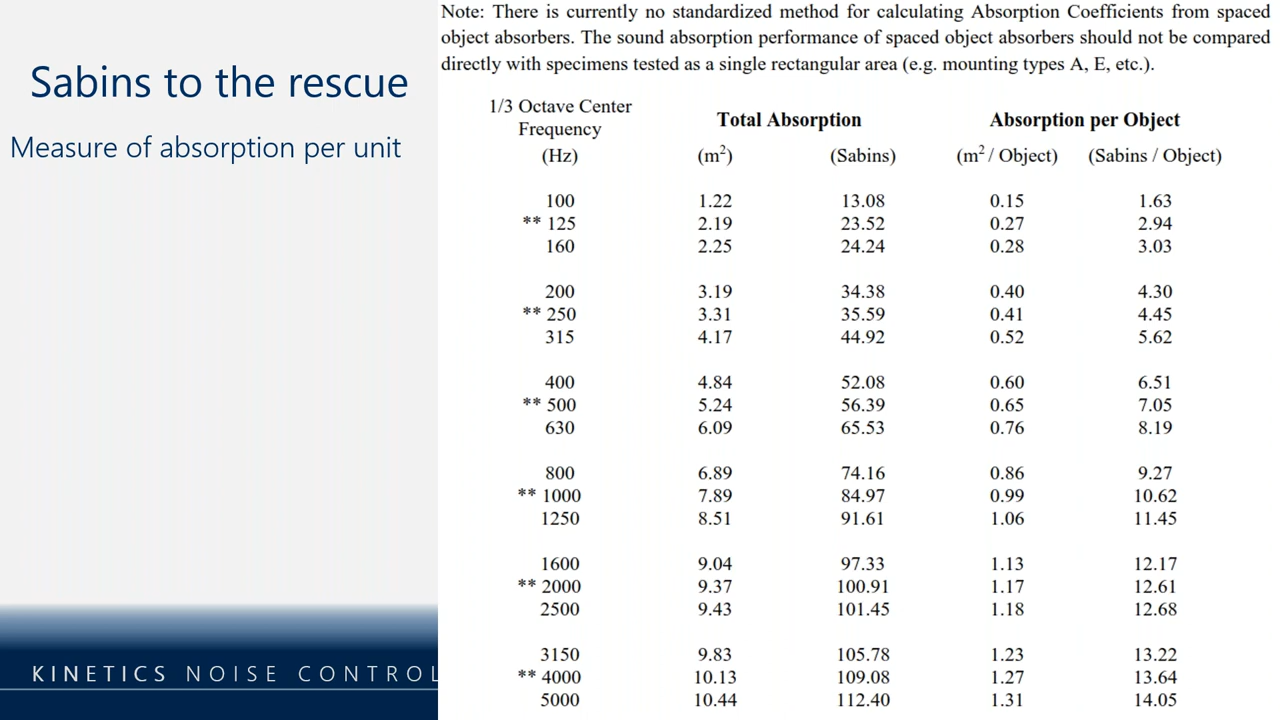 Sabins to the rescue
Measure of absorption per unit
KINETICS NOISE CONTROL
Note: There is currently no standardized method for calculating Absorption Coefficients from spaced
object absorbers. The sound absorption performance of spaced object absorbers should not be compared
directly with specimens tested as a single rectangular area (e.g. mounting types A, E, etc.).
1/3 Octave Center Frequency (Hz) Total Absorption Absorption per Object
(m²) (Sabins) (m² / Object) (Sabins / Object)
100 1.22 13.08 0.15 1.63
** 125 2.19 23.52 0.27 2.94
160 2.25 24.24 0.28 3.03
200 3.19 34.38 0.40 4.30
** 250 3.31 35.59 0.41 4.45
315 4.17 44.92 0.52 5.62
400 4.84 52.08 0.60 6.51
** 500 5.24 56.39 0.65 7.05
630 6.09 65.53 0.76 8.19
800 6.89 74.16 0.86 9.27
** 1000 7.89 84.97 0.99 10.62
1250 8.51 91.61 1.06 11.45
1600 9.04 97.33 1.13 12.17
** 2000 9.37 100.91 1.17 12.61
2500 9.43 101.45 1.18 12.68
3150 9.83 105.78 1.23 13.22
** 4000 10.13 109.08 1.27 13.64
5000 10.44 112.40 1.31 14.05